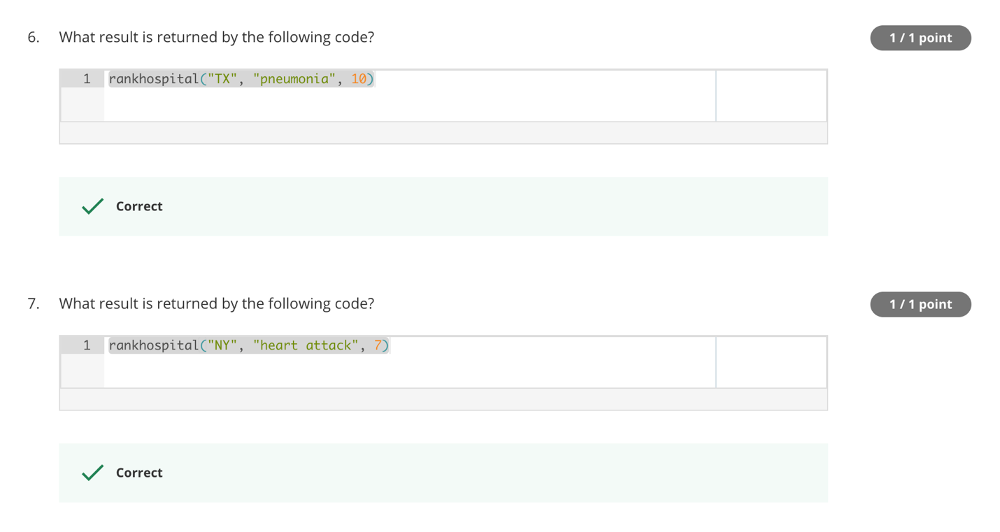 6. What result is returned by the following code?
1 / 1 point
1 rankhospital("TX", "pneumonia", 10)
Correct
7. What result is returned by the following code?
1 / 1 point
1 rankhospital("NY", "heart attack", 7)
Correct